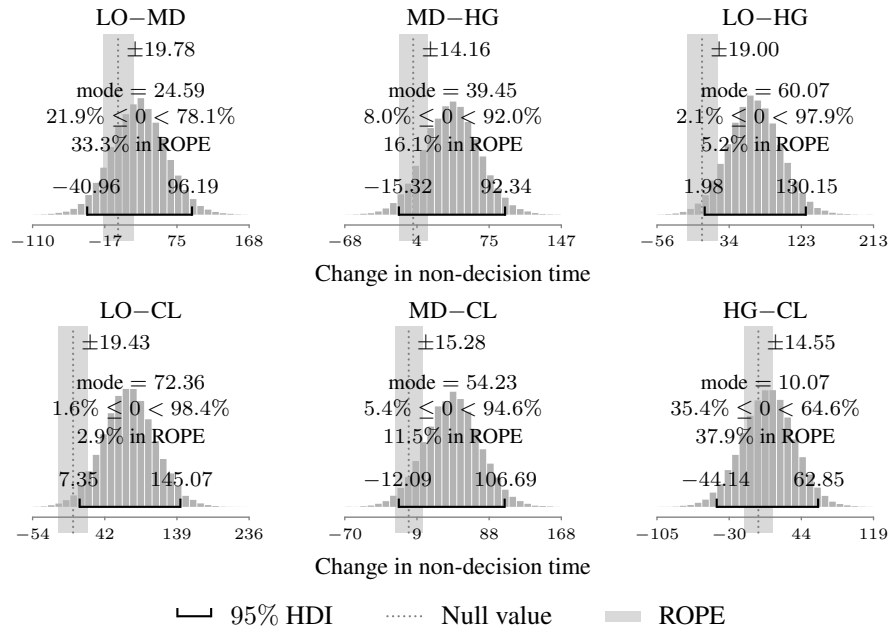 LO−MD MD−HG LO−HG
±19.78 ±14.16 ±19.00
mode = 24.59 mode = 39.45 mode = 60.07
21.9% ≤ 0 < 78.1% 8.0% ≤ 0 < 92.0% 2.1% ≤ 0 < 97.9%
33.3% in ROPE 16.1% in ROPE 5.2% in ROPE
−40.96 96.19 −15.32 92.34 1.98 130.15
−110 −17 75 168 −68 4 75 147 −56 34 123 213
Change in non-decision time
LO−CL MD−CL HG−CL
±19.43 ±15.28 ±14.55
mode = 72.36 mode = 54.23 mode = 10.07
1.6% ≤ 0 < 98.4% 5.4% ≤ 0 < 94.6% 35.4% ≤ 0 < 64.6%
2.9% in ROPE 11.5% in ROPE 37.9% in ROPE
7.35 145.07 −12.09 106.69 −44.14 62.85
−54 42 139 236 −70 9 88 168 −105 −30 44 119
Change in non-decision time
95% HDI Null value ROPE